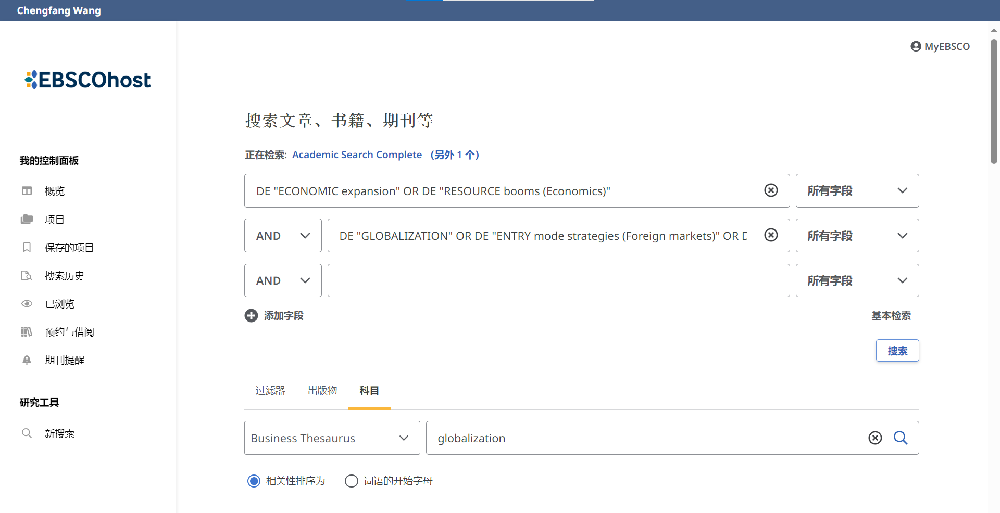 Chengfang Wang
MyEBSCO
EBSCOhost
我的控制面板
概览
项目
保存的项目
搜索历史
已浏览
预约与借阅
期刊提醒
研究工具
新搜索
搜索文章、书籍、期刊等
正在检索: Academic Search Complete (另外 1 个)
DE "ECONOMIC expansion" OR DE "RESOURCE booms (Economics)" 所有字段
AND DE "GLOBALIZATION" OR DE "ENTRY mode strategies (Foreign markets)" OR D 所有字段
AND 所有字段
添加字段 基本检索
搜索
过滤器 出版物 科目
Business Thesaurus globalization
相关性排序为 词语的开始字母